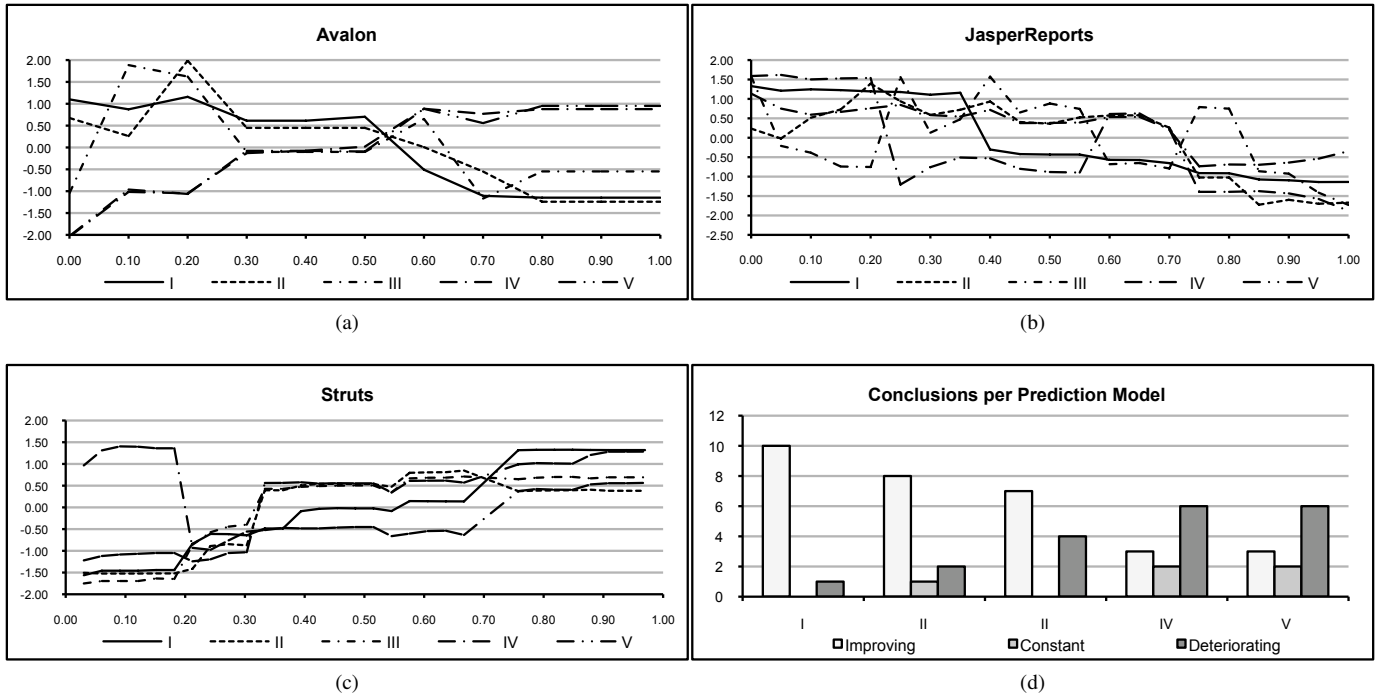 Avalon
2.00
1.50
1.00
0.50
0.00
-0.50
-1.00
-1.50
-2.00
0.00 0.10 0.20 0.30 0.40 0.50 0.60 0.70 0.80 0.90 1.00
I II III IV V
(a)
JasperReports
2.00
1.50
1.00
0.50
0.00
-0.50
-1.00
-1.50
-2.00
-2.50
0.00 0.10 0.20 0.30 0.40 0.50 0.60 0.70 0.80 0.90 1.00
I II III IV V
(b)
Struts
2.00
1.50
1.00
0.50
0.00
-0.50
-1.00
-1.50
-2.00
0.00 0.10 0.20 0.30 0.40 0.50 0.60 0.70 0.80 0.90 1.00
I II III IV V
(c)
Conclusions per Prediction Model
12
10
8
6
4
2
0
I II II IV V
Improving Constant Deteriorating
(d)